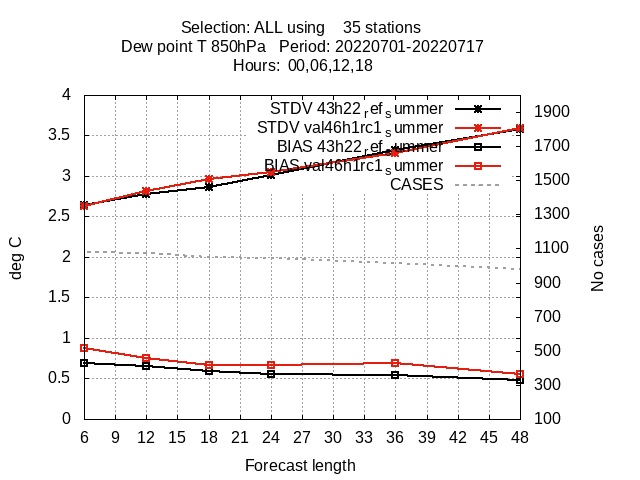 Selection: ALL using    35 stations
Dew point T 850hPa   Period: 20220701-20220717
Hours:  00,06,12,18
STDV 43h22_ref_summer
STDV val46h1rc1_summer
BIAS 43h22_ref_summer
BIAS val46h1rc1_summer
CASES
4
3.5
3
2.5
2
1.5
1
0.5
0
deg C
1900
1700
1500
1300
1100
900
700
500
300
100
No cases
6 9 12 15 18 21 24 27 30 33 36 39 42 45 48
Forecast length